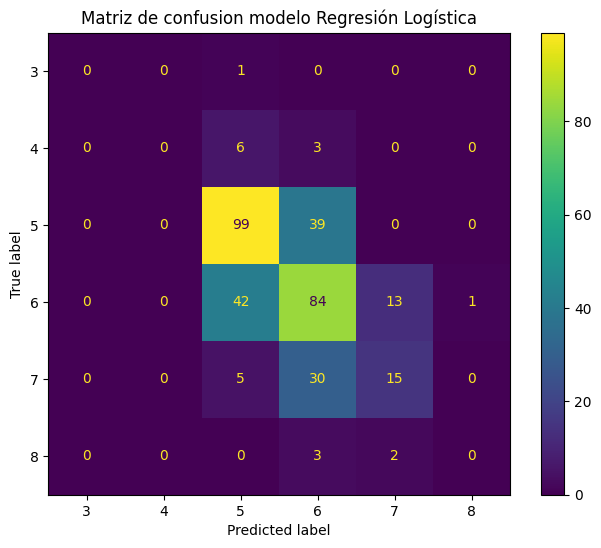 Matriz de confusion modelo Regresión Logística
3 0 0 1 0 0 0
4 0 0 6 3 0 0
5 0 0 99 39 0 0
6 0 0 42 84 13 1
7 0 0 5 30 15 0
8 0 0 0 3 2 0
3 4 5 6 7 8
True label
Predicted label
80
60
40
20
0